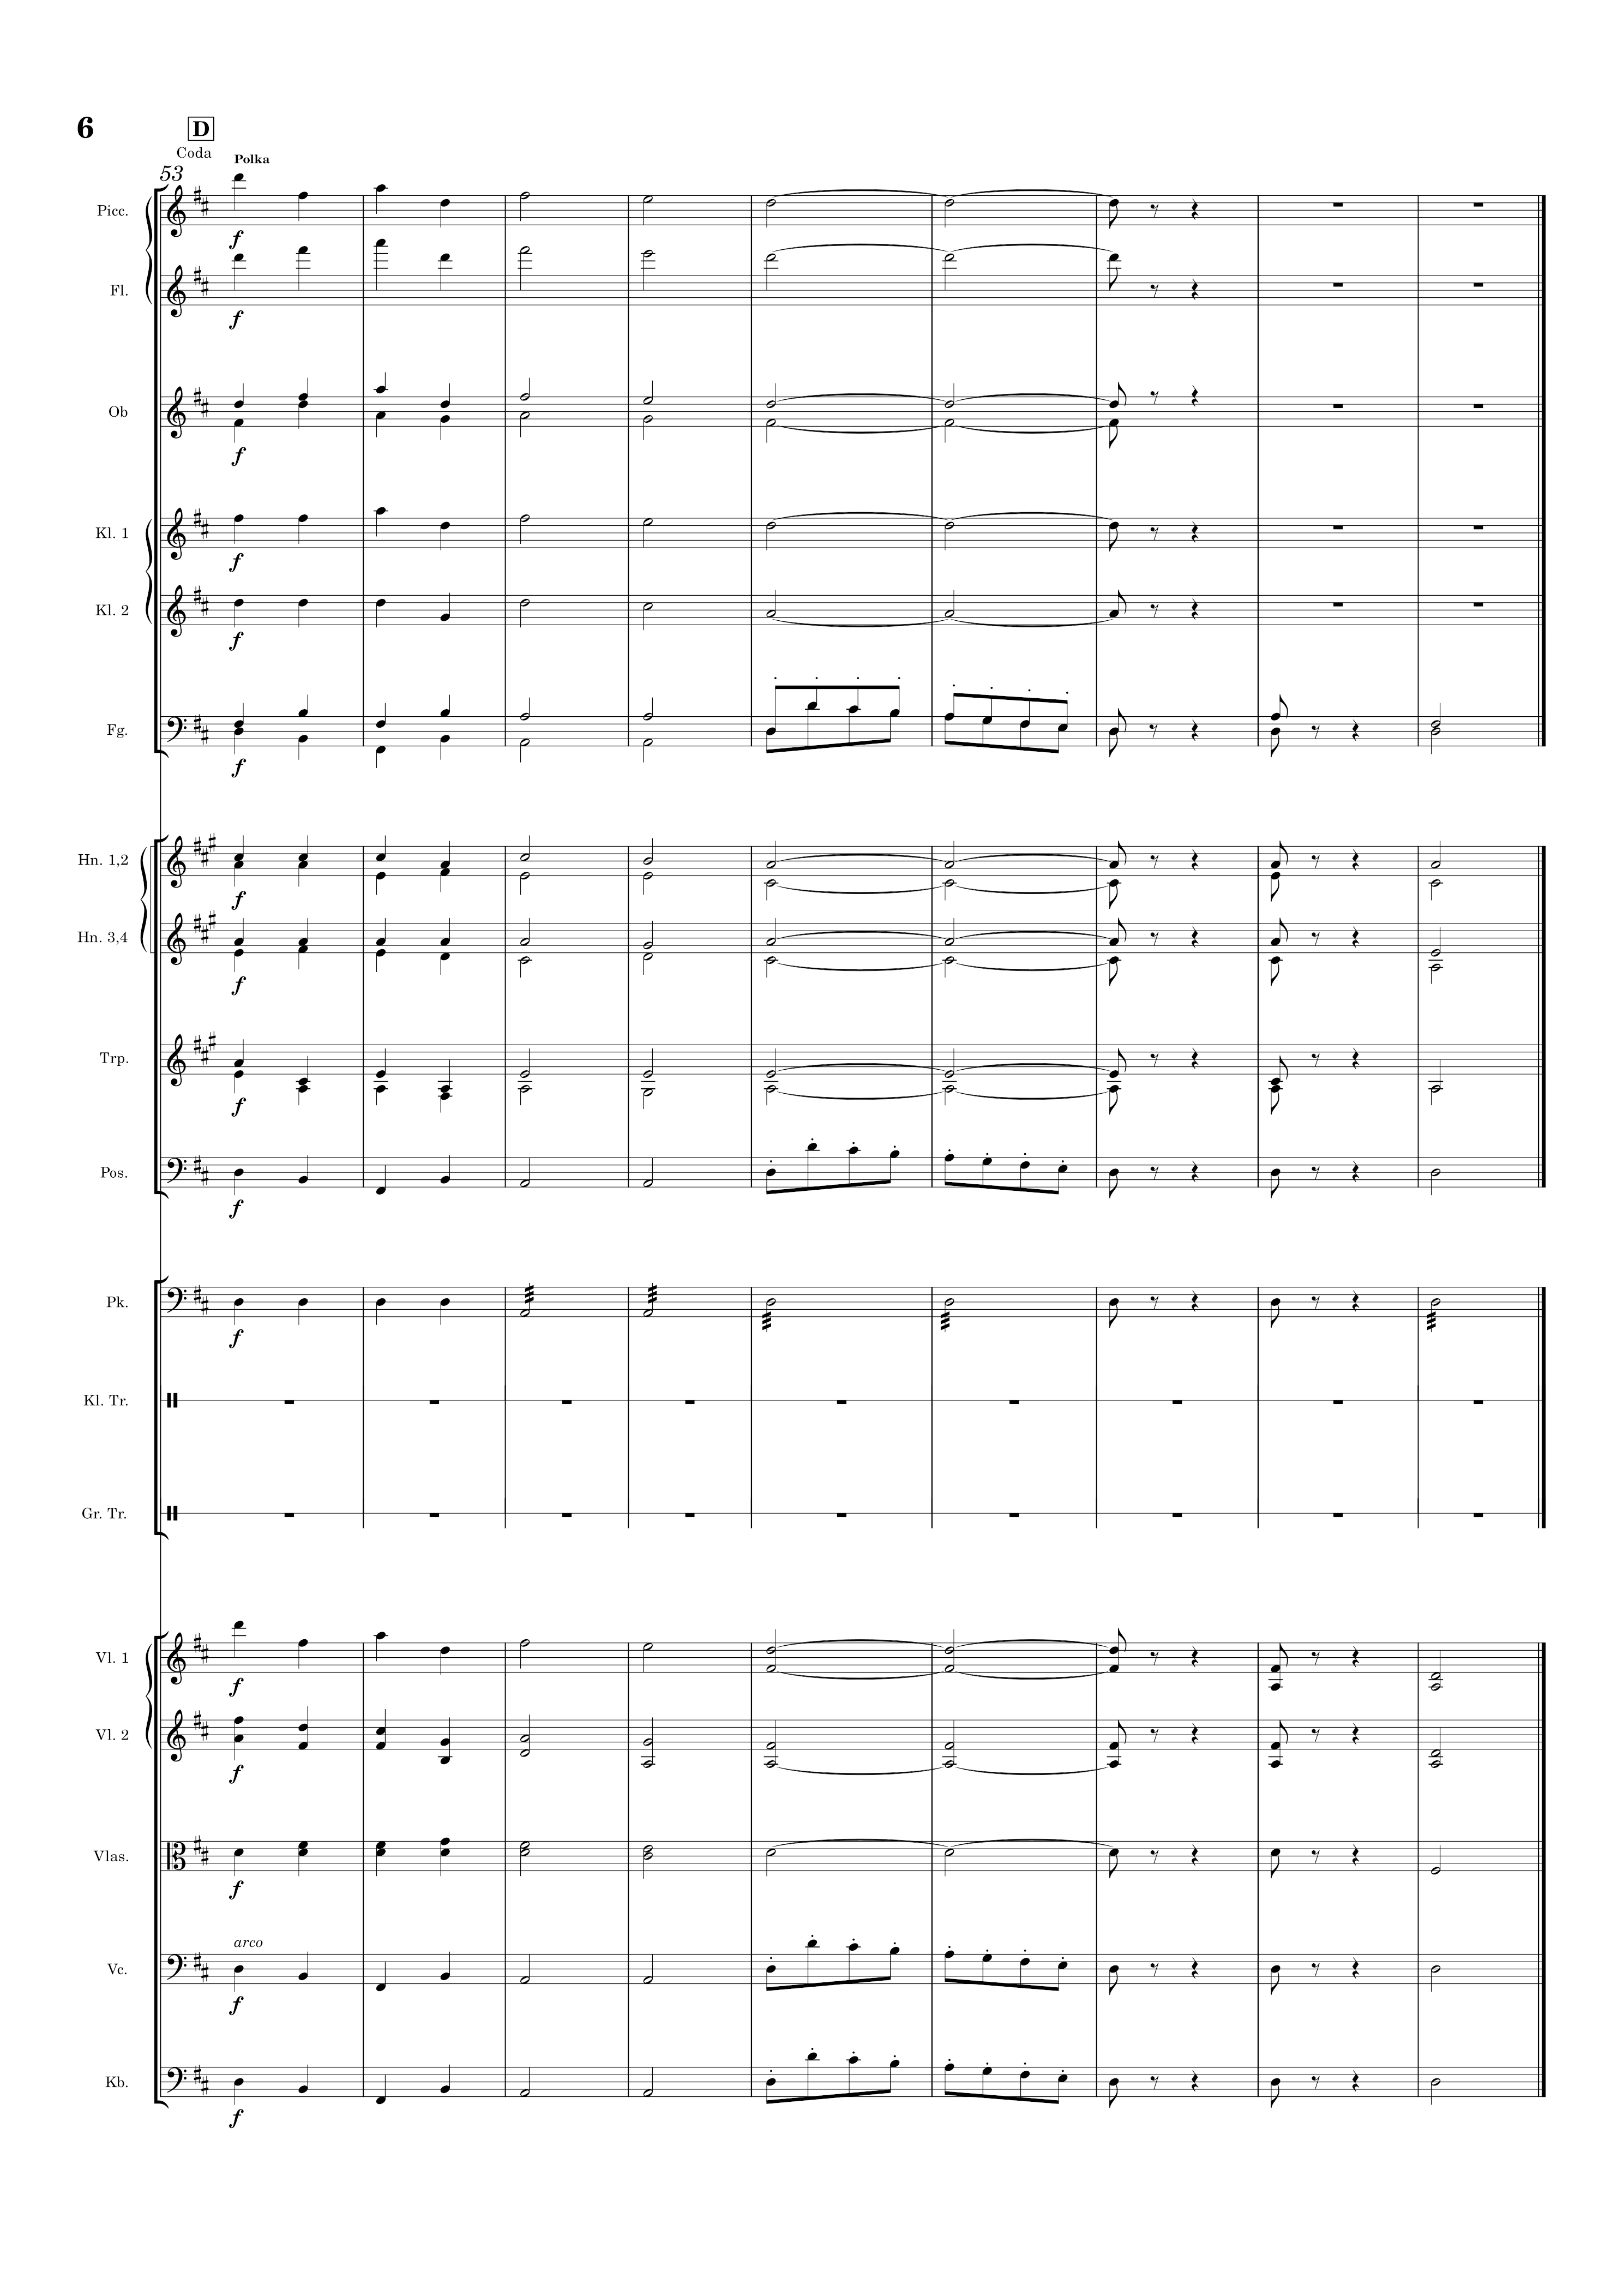 6
D
Coda
Polka
53
Picc.
f
Fl.
f
Ob
f
Kl. 1
f
Kl. 2
f
Fg.
f
Hn. 1,2
f
Hn. 3,4
f
Trp.
f
Pos.
f
Pk.
f
Kl. Tr.
Gr. Tr.
Vl. 1
f
Vl. 2
f
Vlas.
f
arco
Vc.
f
Kb.
f